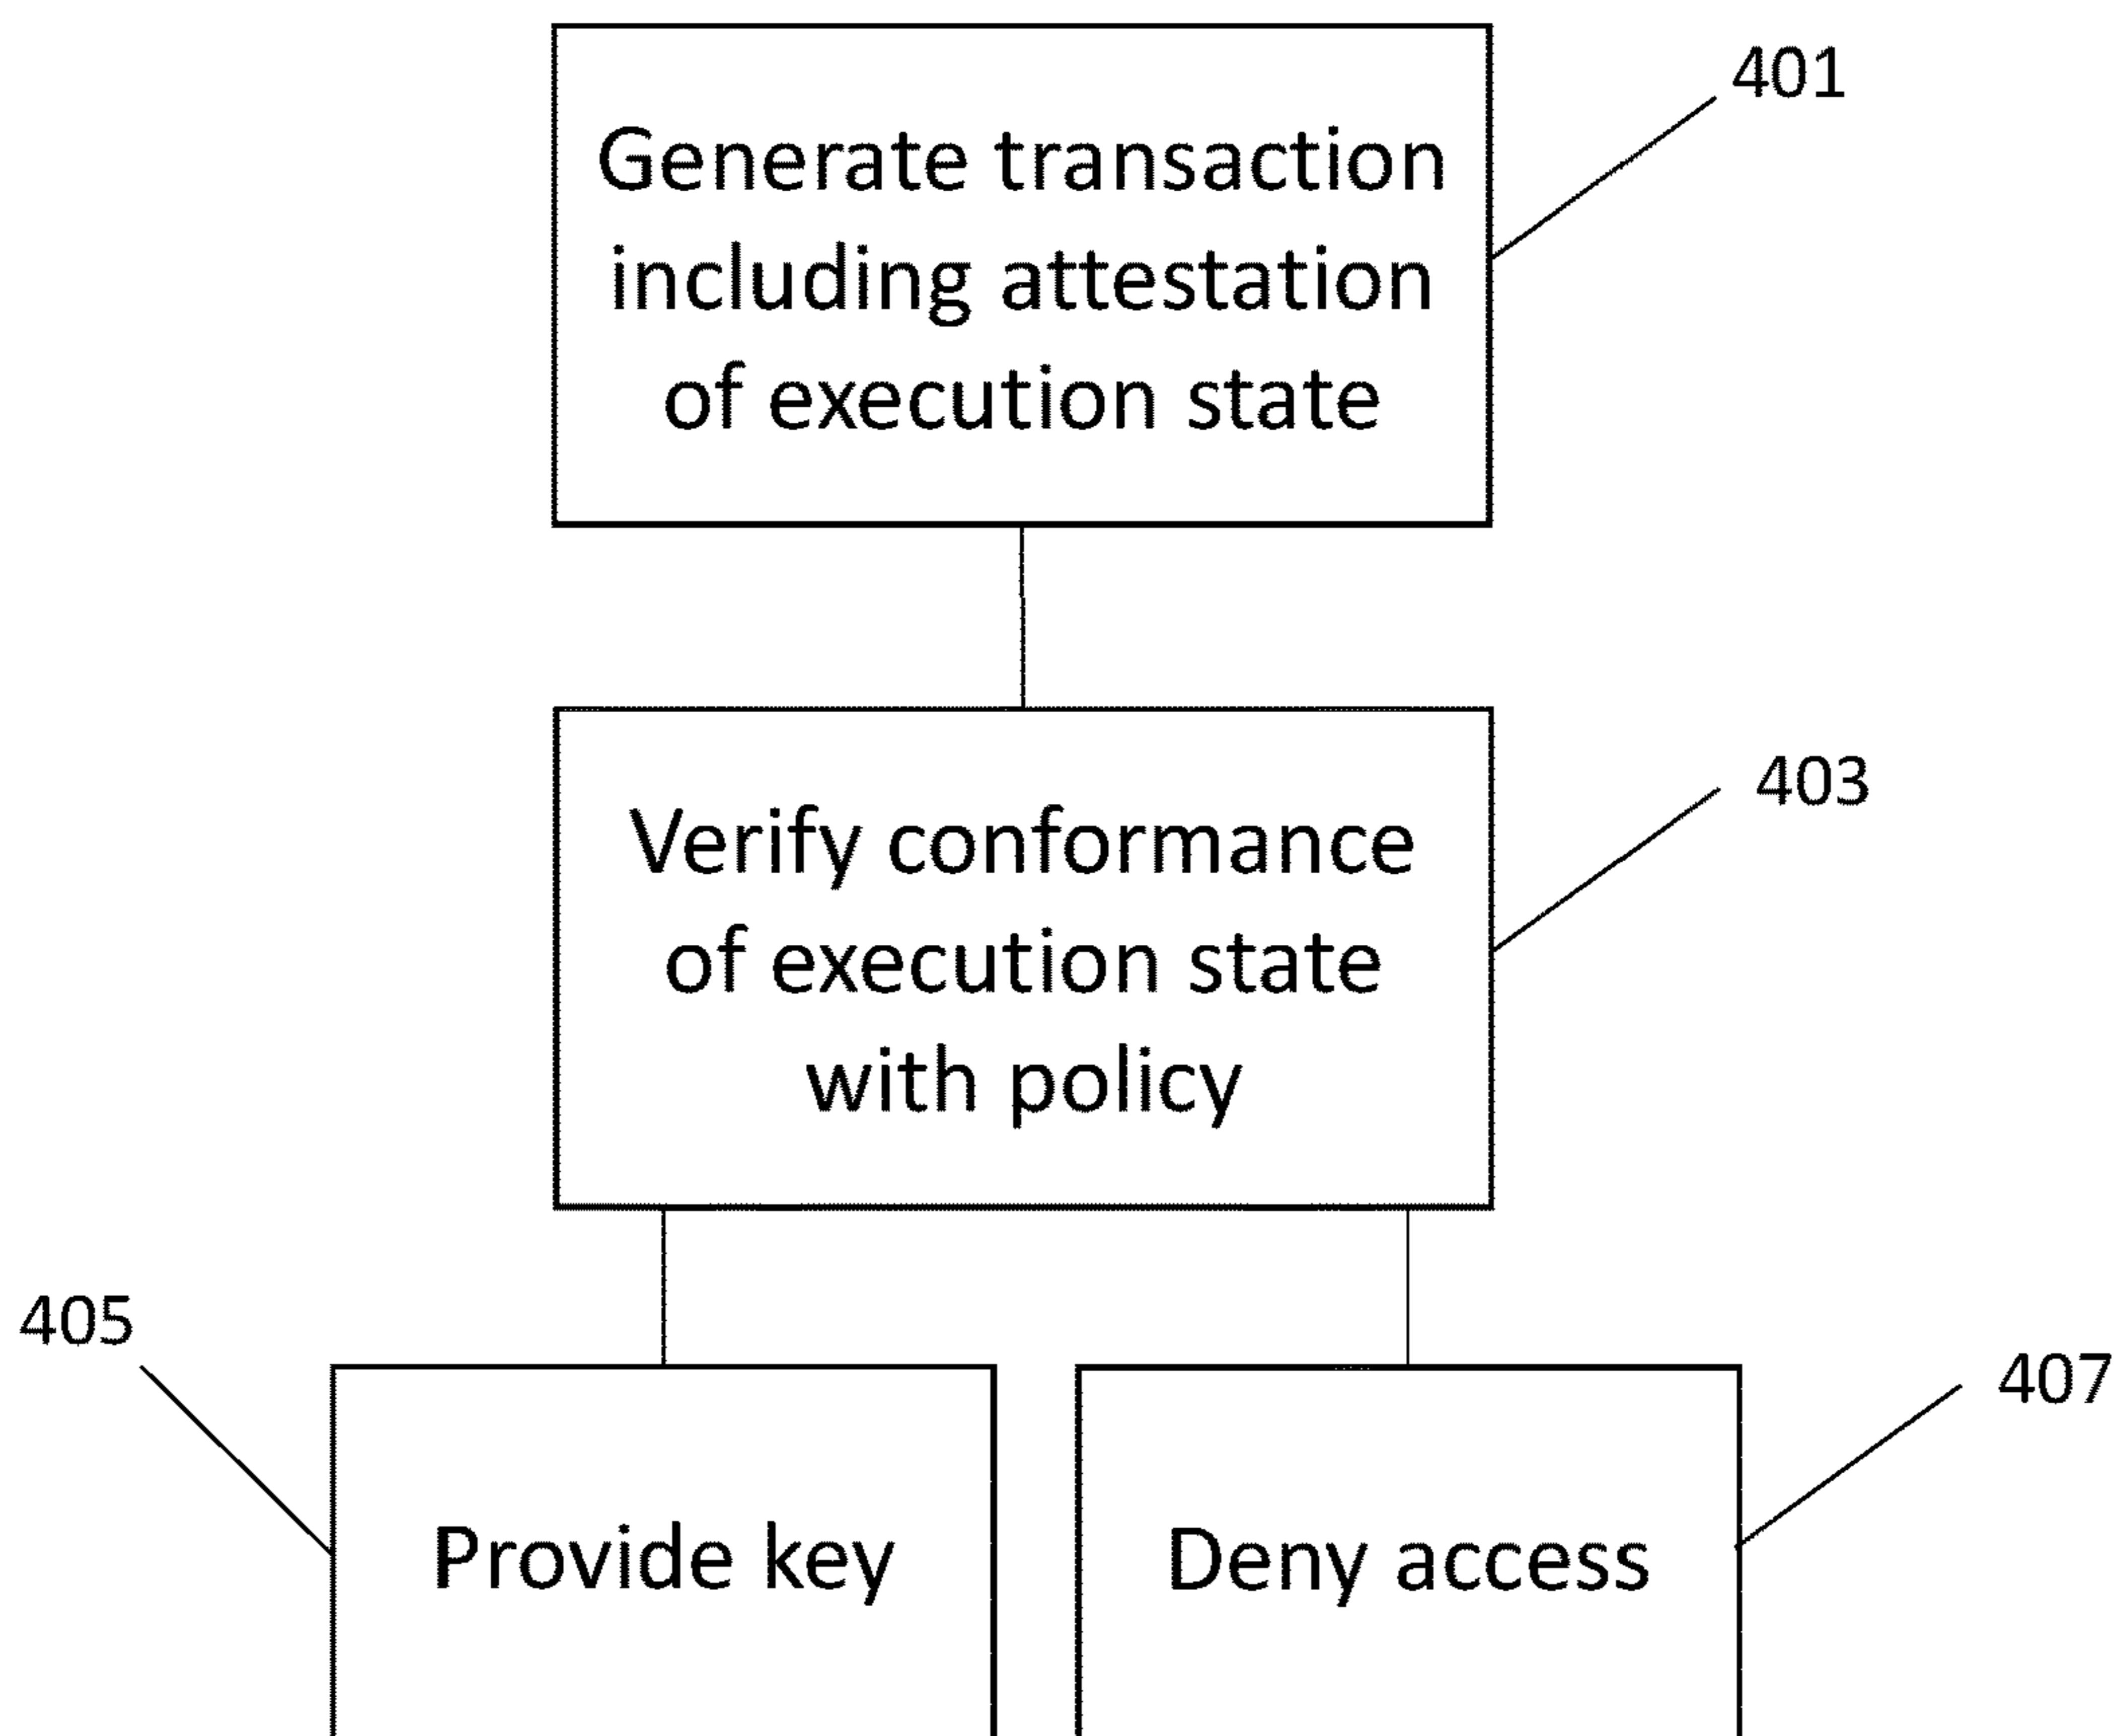 Generate transaction
including attestation
of execution state
401
Verify conformance
of execution state
with policy
403
405
Provide key
Deny access
407